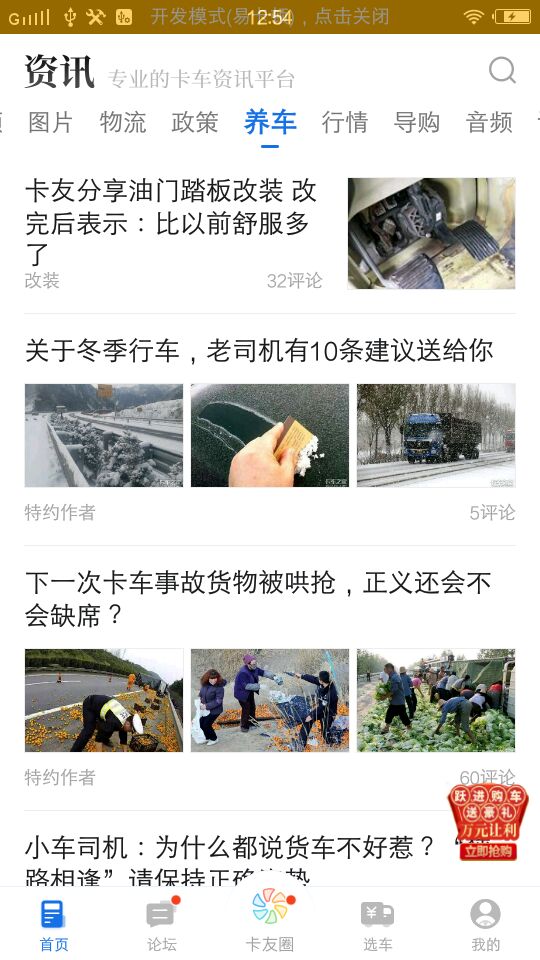 开发模式(易
12:54
，点击关闭
资讯 专业的卡车资讯平台
图片 物流 政策 养车 行情 导购 音频
卡友分享油门踏板改装 改
完后表示：比以前舒服多
了
改装 32评论
关于冬季行车，老司机有10条建议送给你
卡车之家 卡车之家
特约作者 5评论
下一次卡车事故货物被哄抢，正义还会不
会缺席？
特约作者 60评论
跃进购车
送豪礼
万元让利
立即抢购
小车司机：为什么都说货车不好惹？
路相逢”请保持正确
首页 论坛 卡友圈 选车 我的